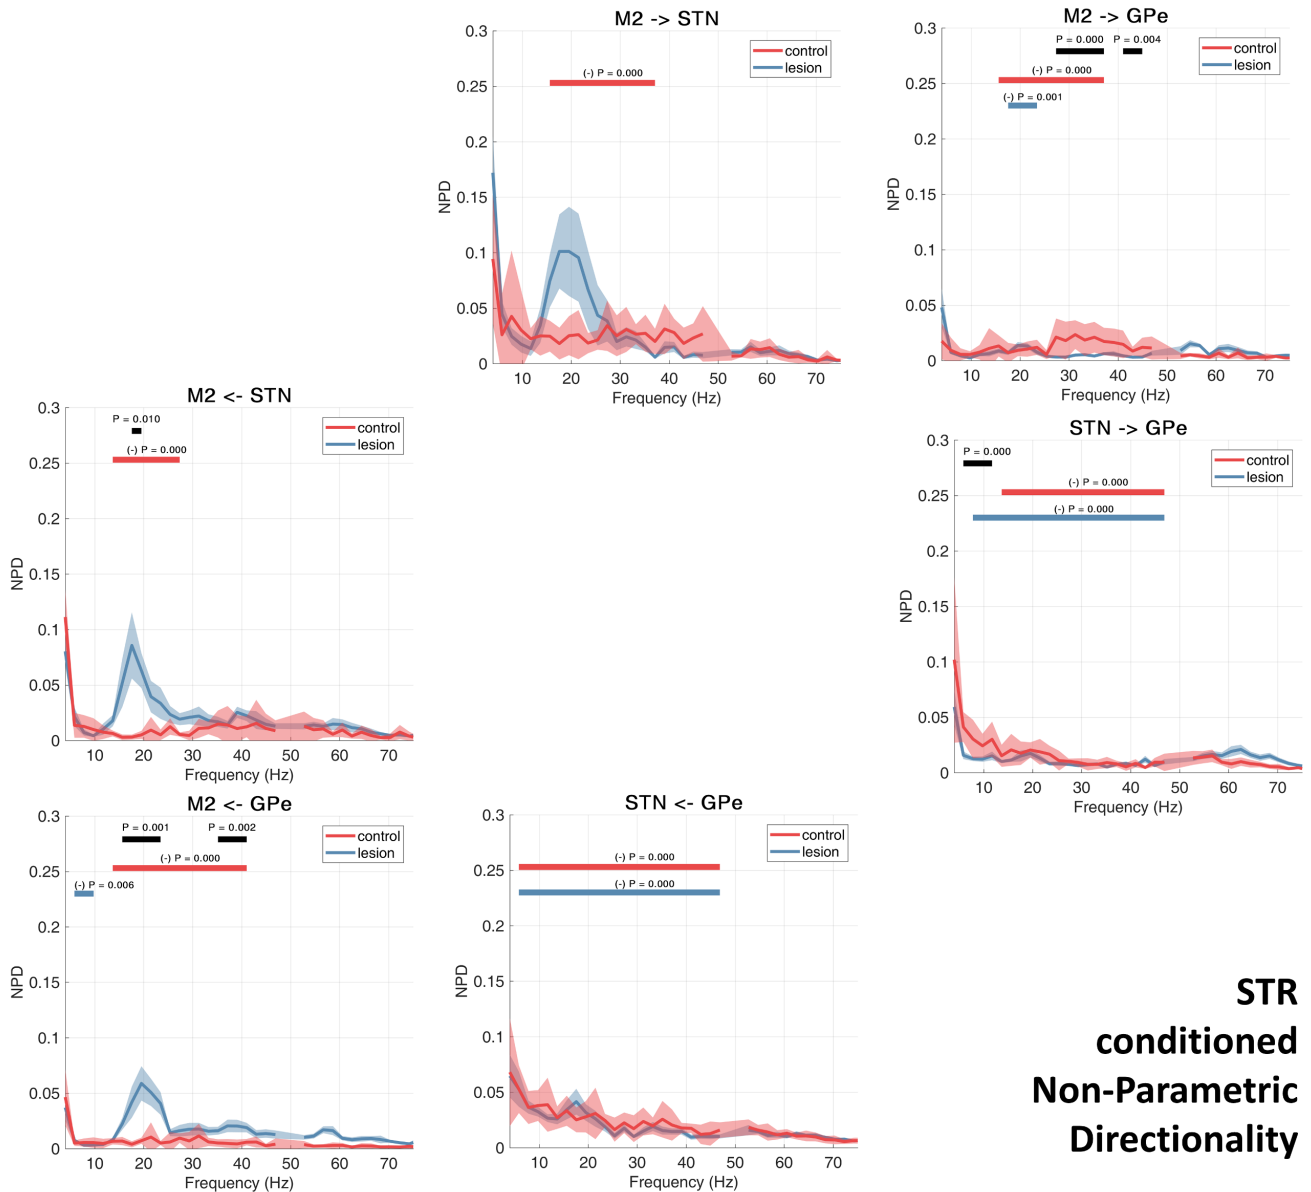 M2 -> STN
0.3
0.25
0.2
0.15
0.1
0.05
0
NPD
(-) P = 0.000
control
lesion
10 20 30 40 50 60 70
Frequency (Hz)
M2 -> GPe
0.3
0.25
0.2
0.15
0.1
0.05
0
NPD
P = 0.000 P = 0.004
(-) P = 0.000
(-) P = 0.001
control
lesion
10 20 30 40 50 60 70
Frequency (Hz)
M2 <- STN
0.3
0.25
0.2
0.15
0.1
0.05
0
NPD
P = 0.010
(-) P = 0.000
control
lesion
10 20 30 40 50 60 70
Frequency (Hz)
STN -> GPe
0.3
0.25
0.2
0.15
0.1
0.05
0
NPD
P = 0.000
(-) P = 0.000
(-) P = 0.000
control
lesion
10 20 30 40 50 60 70
Frequency (Hz)
M2 <- GPe
0.3
0.25
0.2
0.15
0.1
0.05
0
NPD
P = 0.001 P = 0.002
(-) P = 0.000
(-) P = 0.006
control
lesion
10 20 30 40 50 60 70
Frequency (Hz)
STN <- GPe
0.3
0.25
0.2
0.15
0.1
0.05
0
NPD
(-) P = 0.000
(-) P = 0.000
control
lesion
10 20 30 40 50 60 70
Frequency (Hz)
STR
conditioned
Non-Parametric
Directionality